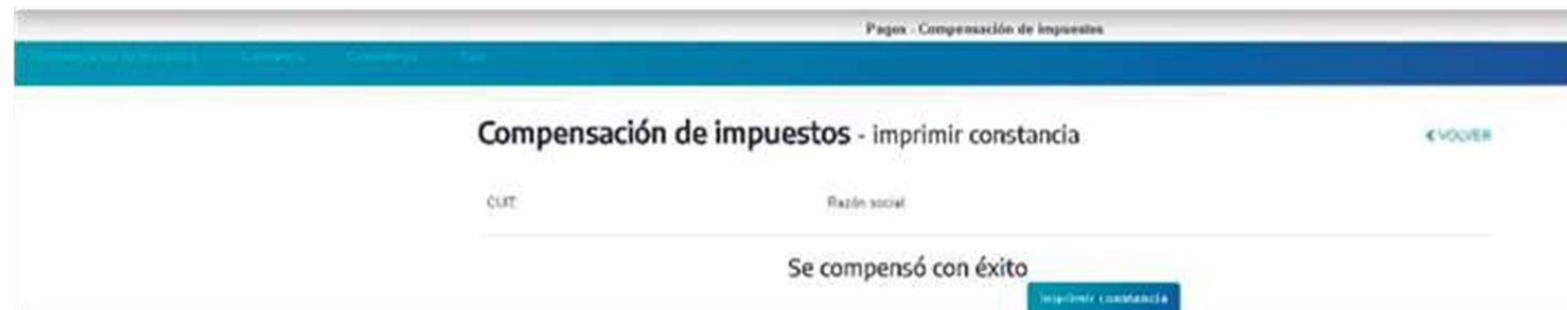 Pagos - Compensación de impuestos
Compensación de impuestos - imprimir constancia
VOLVER
CUIT
Razón social
Se compensó con éxito
Imprimir constancia